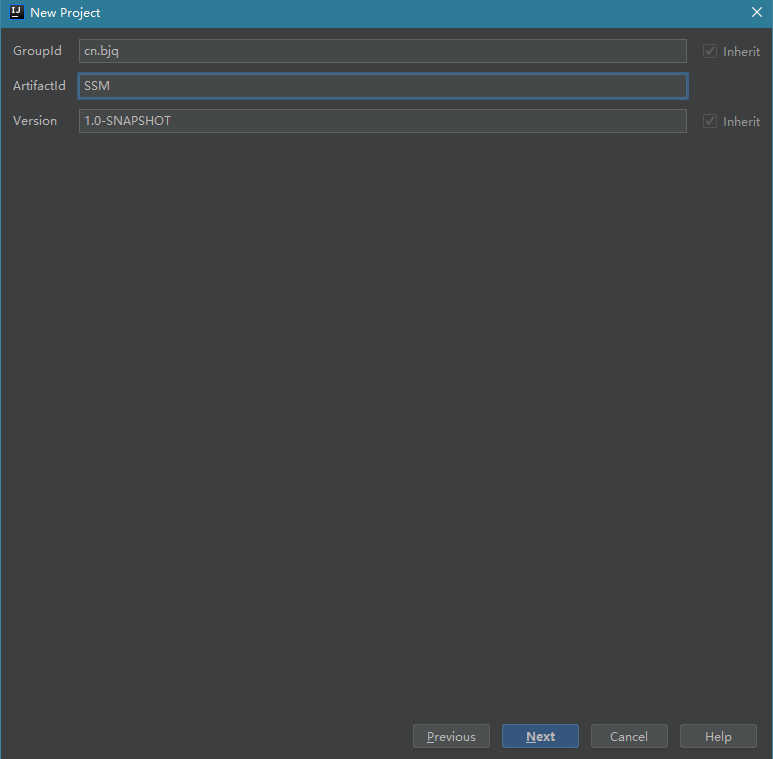 IJ New Project
GroupId cn.bjq Inherit
ArtifactId SSM
Version 1.0-SNAPSHOT Inherit
Previous Next Cancel Help